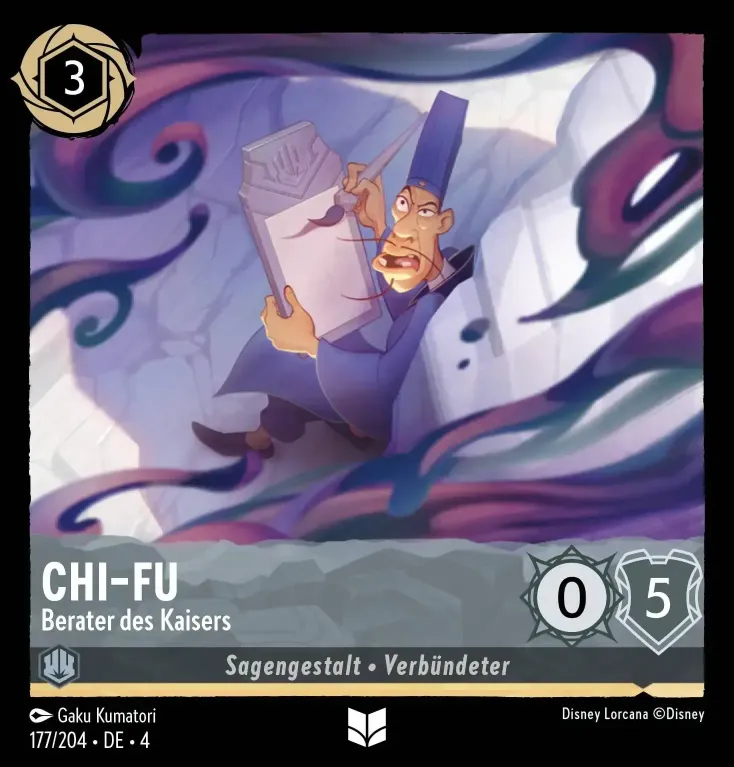 3
CHI-FU
Berater des Kaisers
0
5
Sagengestalt • Verbündeter
Gaku Kumatori
Disney Lorcana ©Disney
177/204 • DE • 4